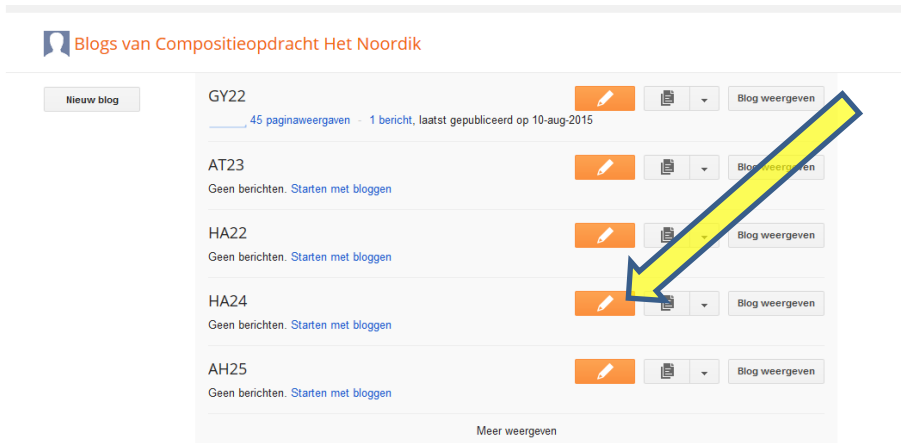 Blogs van Compositieopdracht Het Noordik
Nieuw blog
GY22
Blog weergeven
45 paginaweergaven - 1 bericht, laatst gepubliceerd op 10-aug-2015
AT23
Blog weergeven
Geen berichten. Starten met bloggen
HA22
Blog weergeven
Geen berichten. Starten met bloggen
HA24
Blog weergeven
Geen berichten. Starten met bloggen
AH25
Blog weergeven
Geen berichten. Starten met bloggen
Meer weergeven